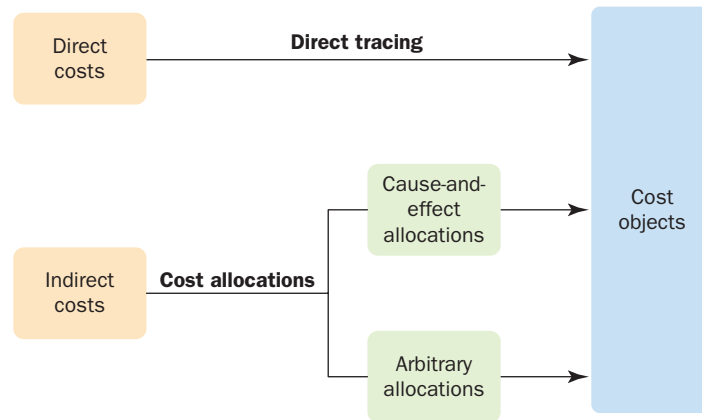 Direct
costs
Direct tracing
Cause-and-
effect
allocations
Cost
objects
Indirect
costs
Cost allocations
Arbitrary
allocations